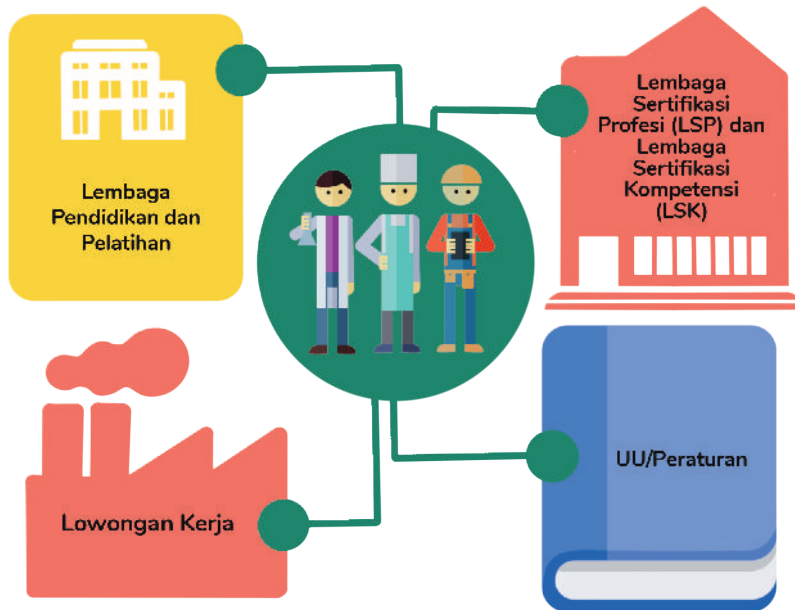 Lembaga
Pendidikan dan
Pelatihan
Lembaga
Sertifikasi
Profesi (LSP) dan
Lembaga
Sertifikasi
Kompetensi
(LSK)
Lowongan Kerja
UU/Peraturan